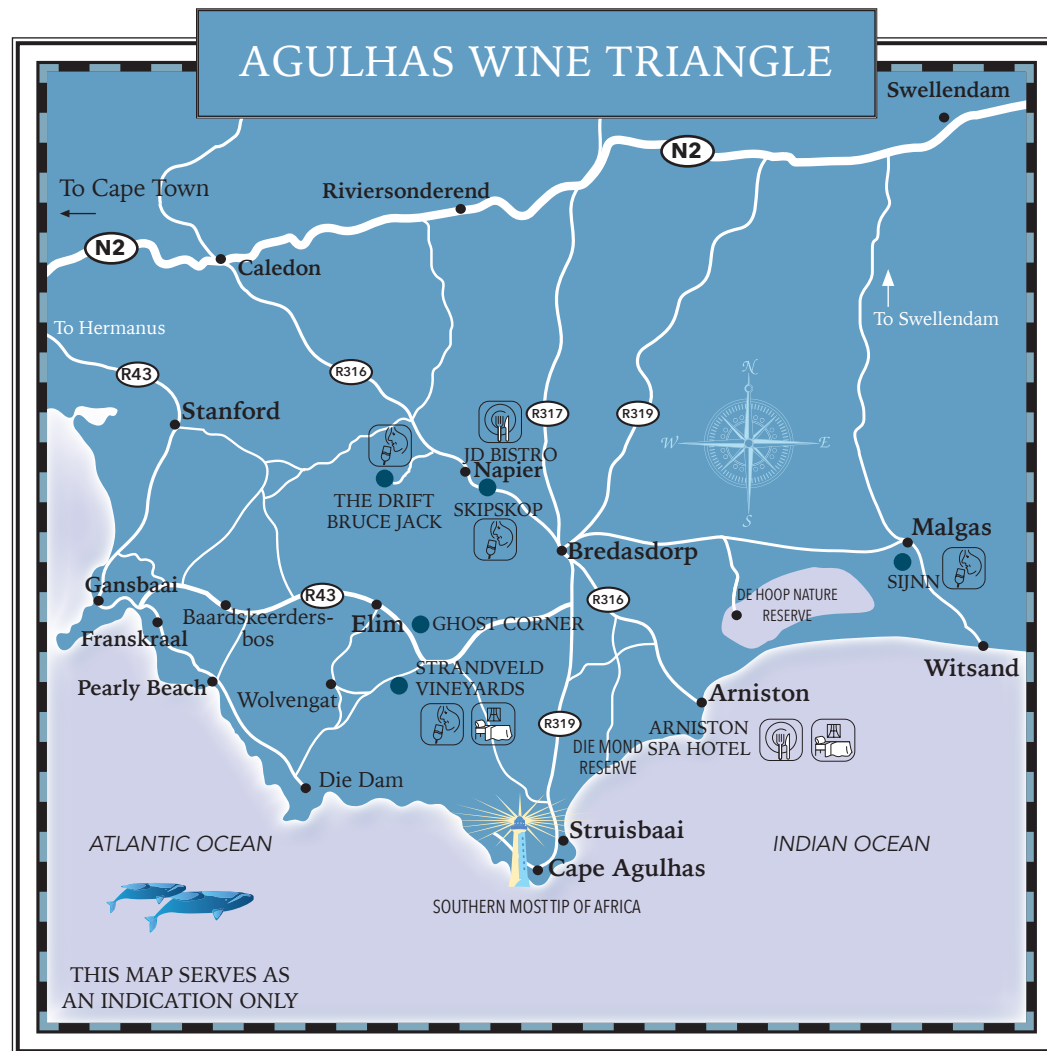 AGULHAS WINE TRIANGLE
Swellendam
N2
To Cape Town
Riviersonderend
N2
Caledon
To Hermanus
To Swellendam
R43
R316
N
Stanford
R317
R319
W
E
JD BISTRO
Napier
THE DRIFT
BRUCE JACK
SKIPSKOP
S
Malgas
Bredasdorp
SIJNN
Gansbaai
R43
R316
DE HOOP NATURE
RESERVE
Baardskeerders-
bos
Elim
GHOST CORNER
Franskraal
Witsand
STRANDVELD
VINEYARDS
Pearly Beach
Wolvengat
Arniston
R319
ARNISTON
SPA HOTEL
DIE MOND
RESERVE
Die Dam
Struisbaai
ATLANTIC OCEAN
INDIAN OCEAN
Cape Agulhas
SOUTHERN MOST TIP OF AFRICA
THIS MAP SERVES AS
AN INDICATION ONLY